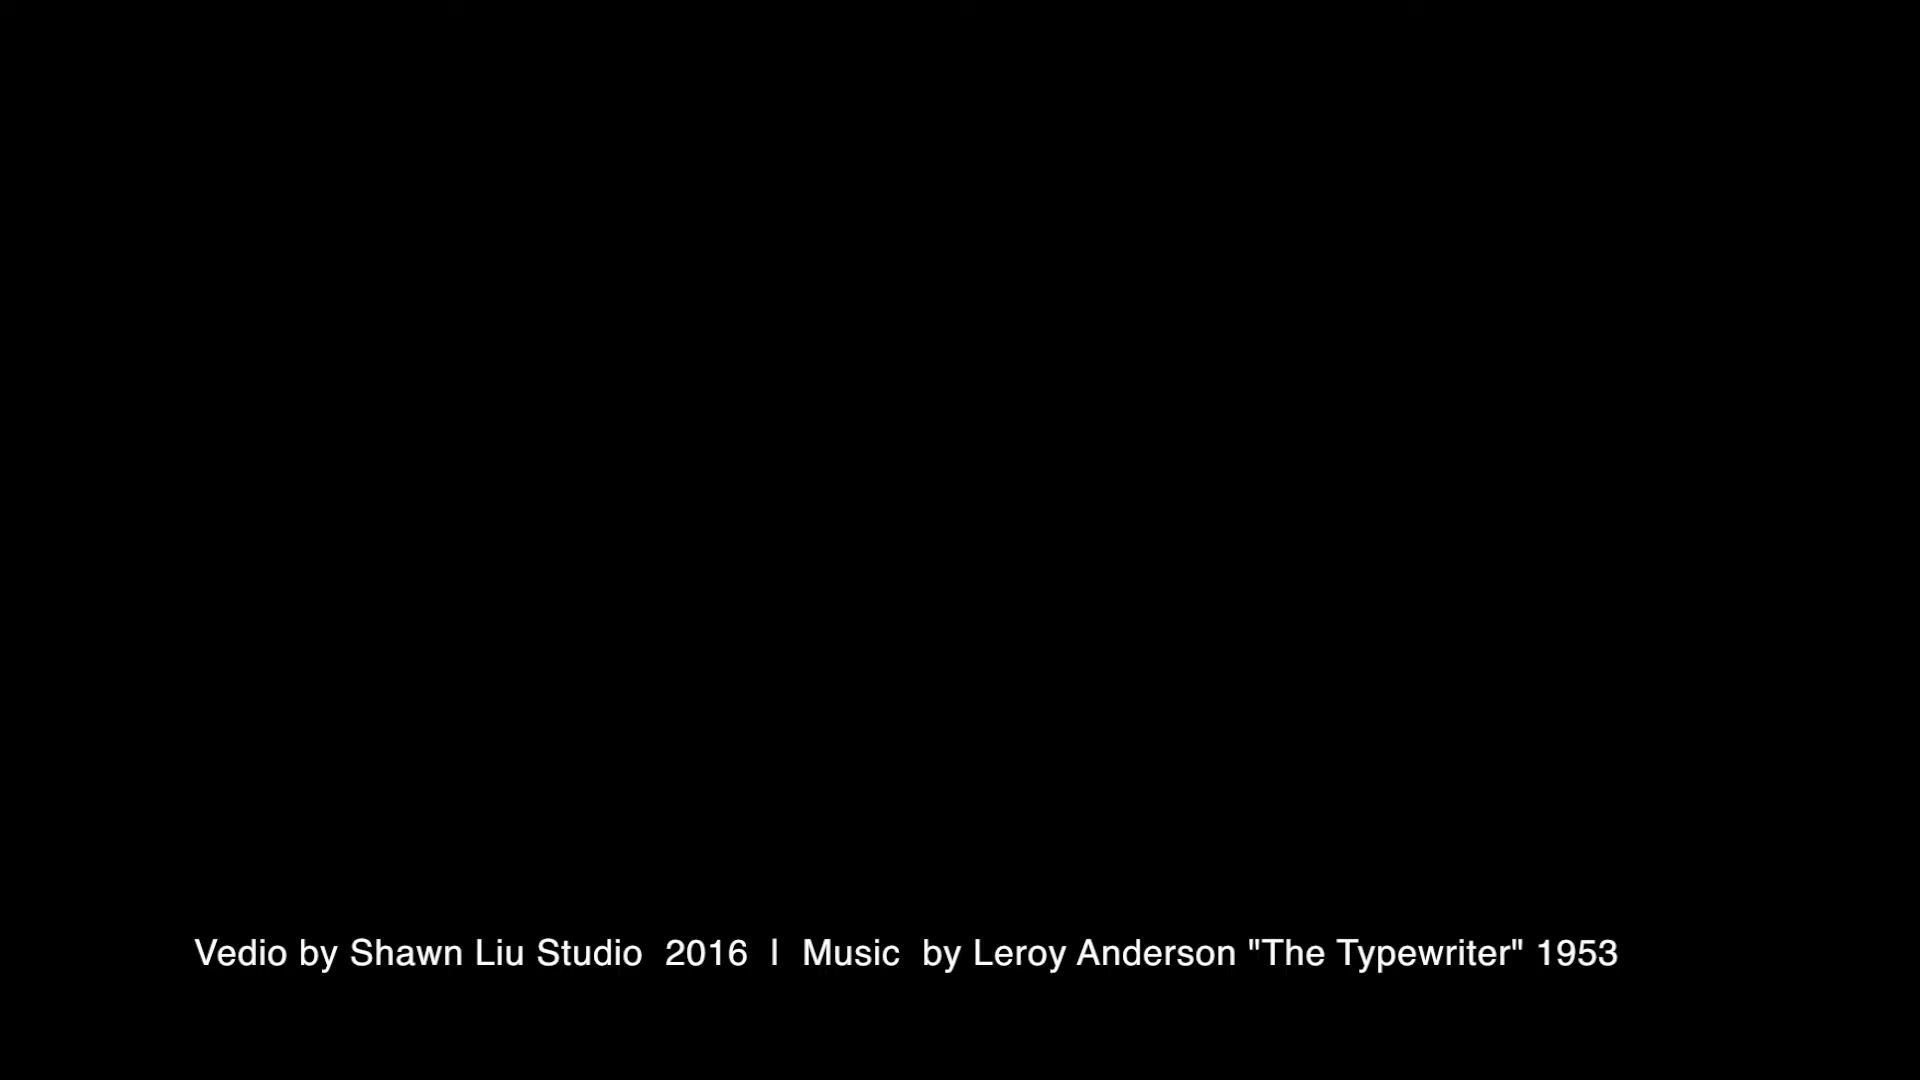 Vedio by Shawn Liu Studio  2016  |  Music  by Leroy Anderson "The Typewriter" 1953